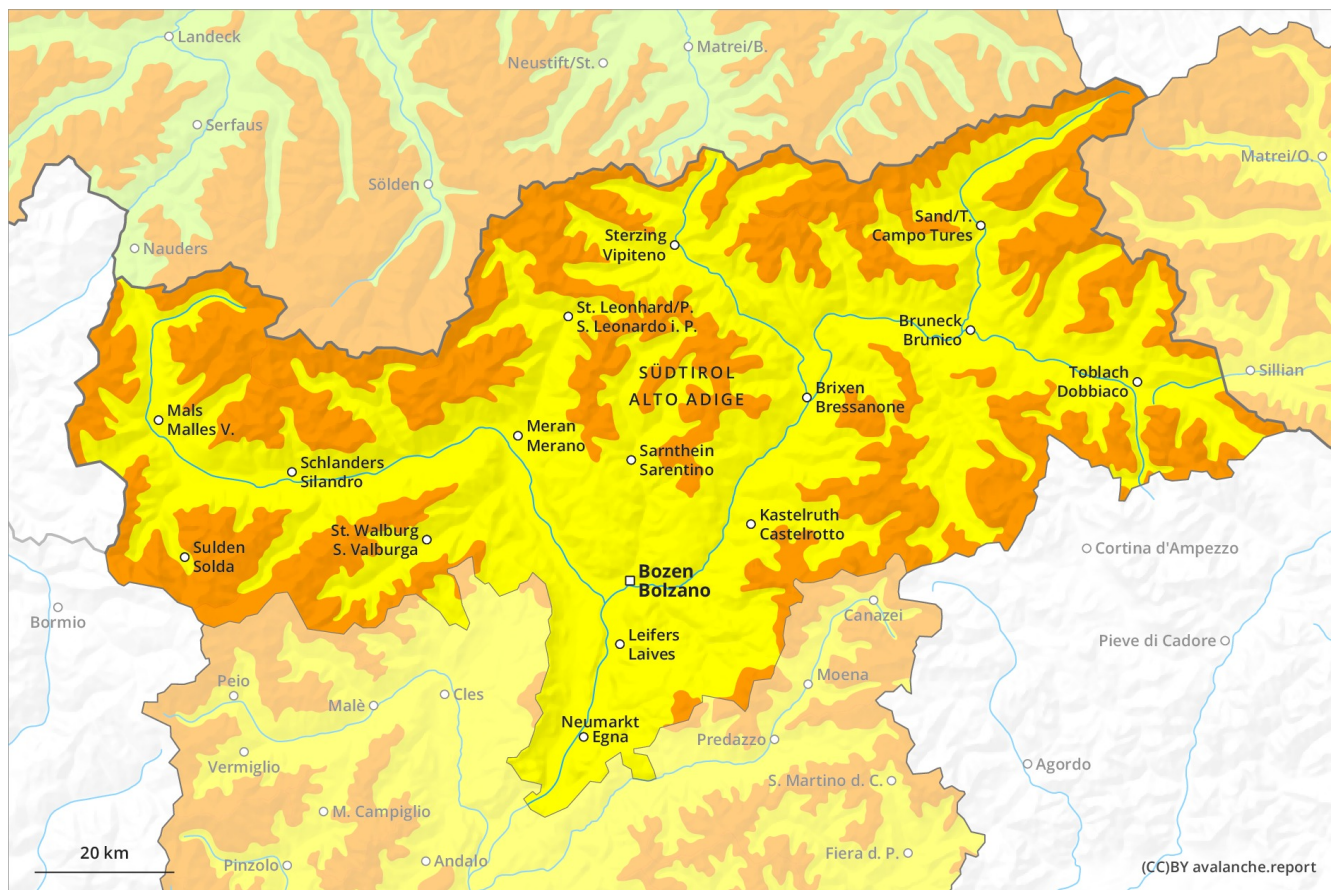 Landeck
Matrei/B.
Neustift/St.
Serfaus
Matrei/O.
Sölden
Sand/T.
Campo Tures
Sterzing
Vipiteno
Nauders
St. Leonhard/P.
S. Leonardo i. P.
Bruneck
Brunico
SÜDTIROL
ALTO ADIGE
Toblach
Dobbiaco
Sillian
Brixen
Bressanone
Mals
Malles V.
Meran
Merano
Schlanders
Silandro
Sarnthein
Sarentino
Kastelruth
Castelrotto
St. Walburg
S. Valburga
Sulden
Solda
Cortina d'Ampezzo
Bozen
Bolzano
Bormio
Canazei
Leifers
Laives
Pieve di Cadore
Peio
Cles
Moena
Malè
Neumarkt
Egna
Predazzo
Vermiglio
Agordo
S. Martino d. C.
M. Campiglio
20 km
Pinzolo
Andalo
Fiera d. P.
(CC)BY avalanche.report